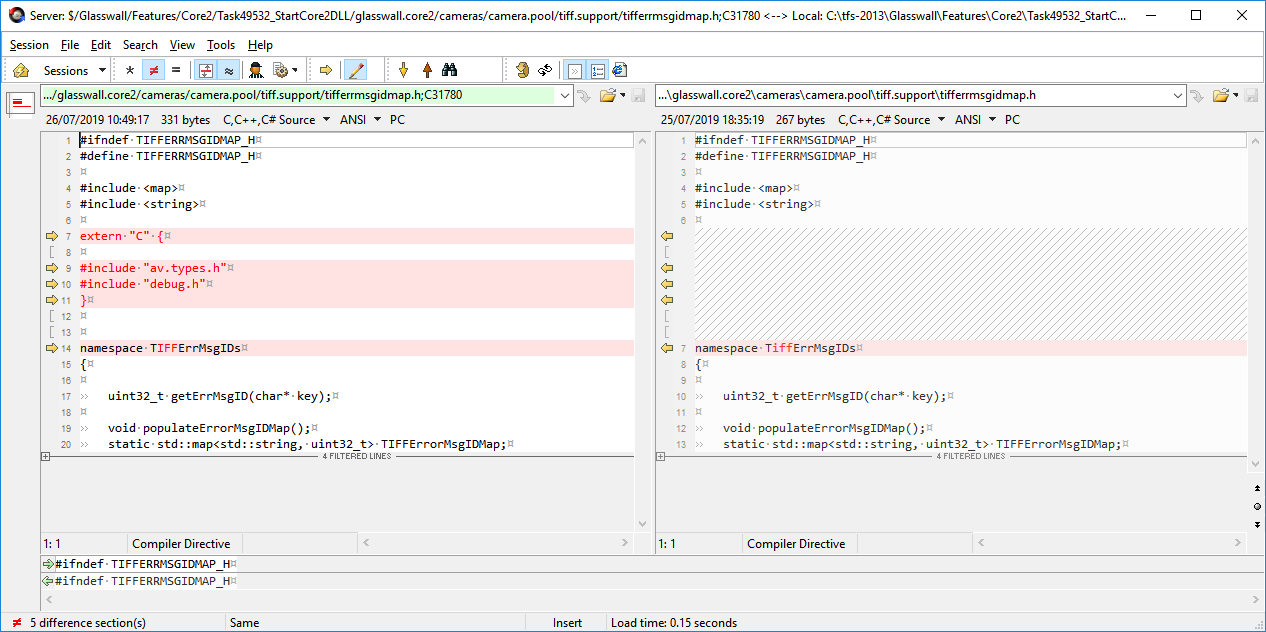 Server: $/Glasswall/Features/Core2/Task49532_StartCore2DLL/glasswall.core2/cameras/camera.pool/tiff.support/tifferrmsgidmap.h;C31780 <--> Local: C:\tfs-2013\Glasswall\Features\Core2\Task49532_StartC...
Session File Edit Search View Tools Help
Sessions * ≠ = ≈
.../glasswall.core2/cameras/camera.pool/tiff.support/tifferrmsgidmap.h;C31780
26/07/2019 10:49:17 331 bytes C,C++,C# Source ANSI PC
1 #ifndef·TIFFERRMSGIDMAP_H¤
2 #define·TIFFERRMSGIDMAP_H¤
3 ¤
4 #include·<map>¤
5 #include·<string>¤
6 ¤
7 extern·"C"·{¤
8 ¤
9 #include·"av.types.h"¤
10 #include·"debug.h"¤
11 }¤
12 ¤
13 ¤
14 namespace·TIFFErrMsgIDs¤
15 {¤
16 ¤
17 » uint32_t·getErrMsgID(char*·key);¤
18 ¤
19 » void·populateErrorMsgIDMap();¤
20 » static·std::map<std::string,·uint32_t>·TIFFErrorMsgIDMap;¤
4 FILTERED LINES
1: 1 Compiler Directive
...\glasswall.core2\cameras\camera.pool\tiff.support\tifferrmsgidmap.h
25/07/2019 18:35:19 267 bytes C,C++,C# Source ANSI PC
1 #ifndef·TIFFERRMSGIDMAP_H¤
2 #define·TIFFERRMSGIDMAP_H¤
3 ¤
4 #include·<map>¤
5 #include·<string>¤
6 ¤
7 namespace·TiffErrMsgIDs¤
8 {¤
9 ¤
10 » uint32_t·getErrMsgID(char*·key);¤
11 ¤
12 » void·populateErrorMsgIDMap();¤
13 » static·std::map<std::string,·uint32_t>·TIFFErrorMsgIDMap;¤
4 FILTERED LINES
1: 1 Compiler Directive
#ifndef·TIFFERRMSGIDMAP_H¤
#ifndef·TIFFERRMSGIDMAP_H¤
≠ 5 difference section(s) Same Insert Load time: 0.15 seconds